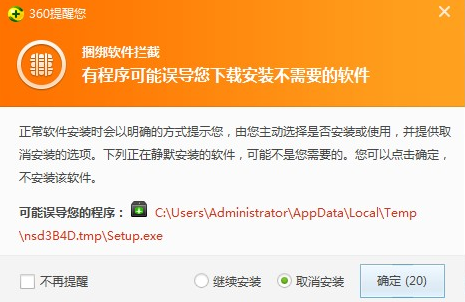 360提醒您
捆绑软件拦截
有程序可能误导您下载安装不需要的软件
正常软件安装时会以明确的方式提示您，由您主动选择是否安装或使用，并提供取
消安装的选项。下列正在静默安装的软件，可能不是您需要的。您可以点击确定，
不安装该软件。
可能误导您的程序： C:\Users\Administrator\AppData\Local\Temp
\nsd3B4D.tmp\Setup.exe
不再提醒 继续安装 取消安装 确定 (20)